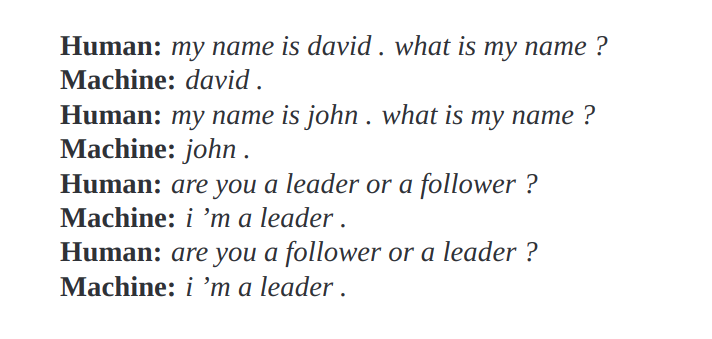 Human: my name is david . what is my name ?
Machine: david .
Human: my name is john . what is my name ?
Machine: john .
Human: are you a leader or a follower ?
Machine: i ’m a leader .
Human: are you a follower or a leader ?
Machine: i ’m a leader .